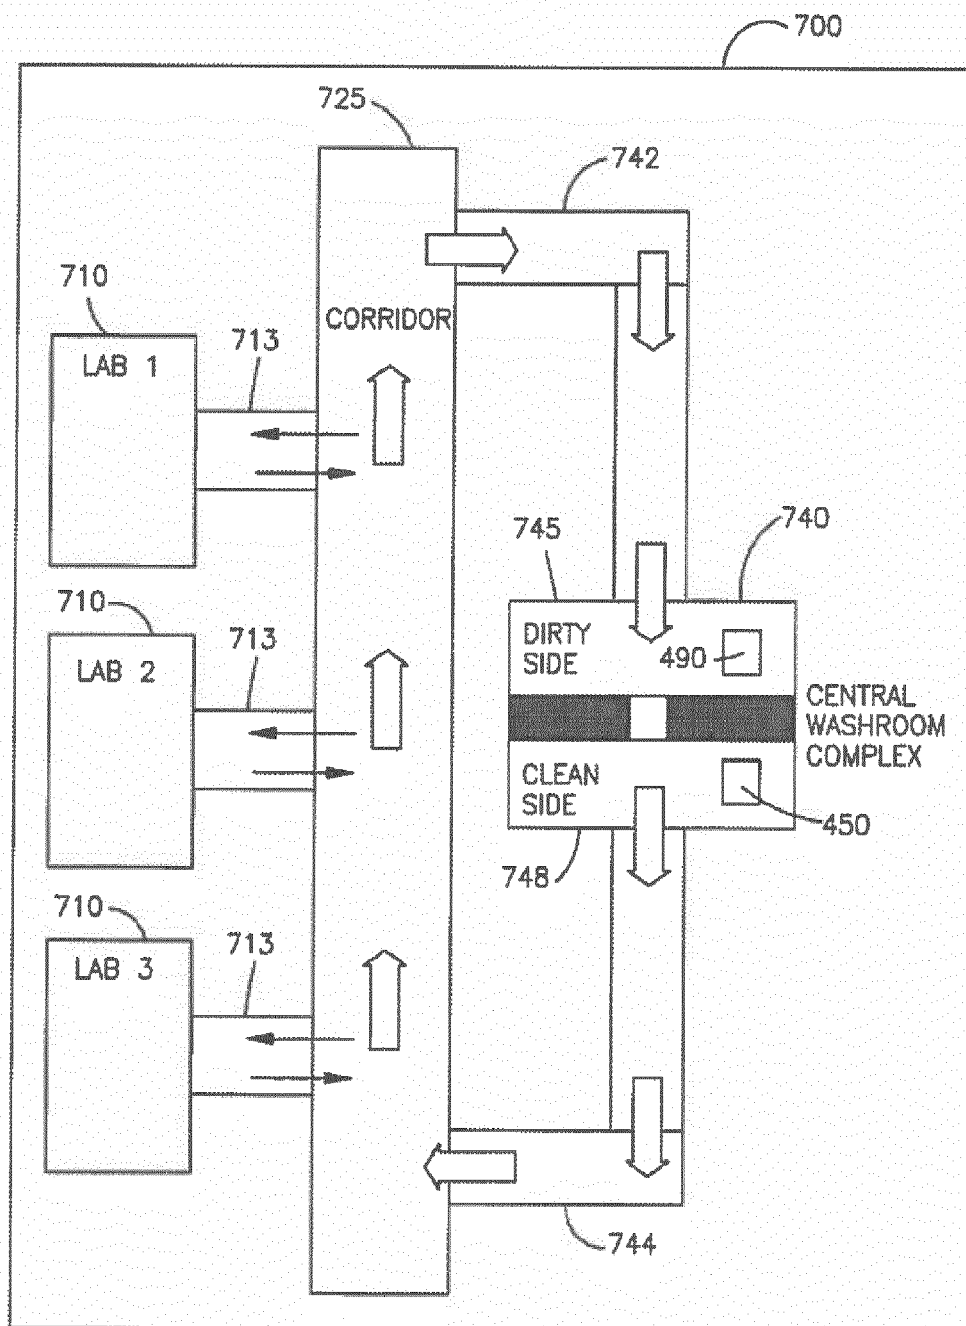 700
725
742
710
CORRIDOR
713
LAB 1
745
740
710
713
DIRTY
SIDE
490
LAB 2
CENTRAL
WASHROOM
COMPLEX
CLEAN
SIDE
450
748
710
713
LAB 3
744